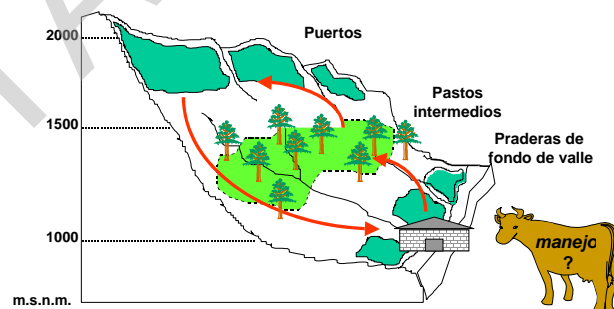 2000
Puertos
Pastos
intermedios
1500
Praderas de
fondo de valle
1000
manejo
?
m.s.n.m.